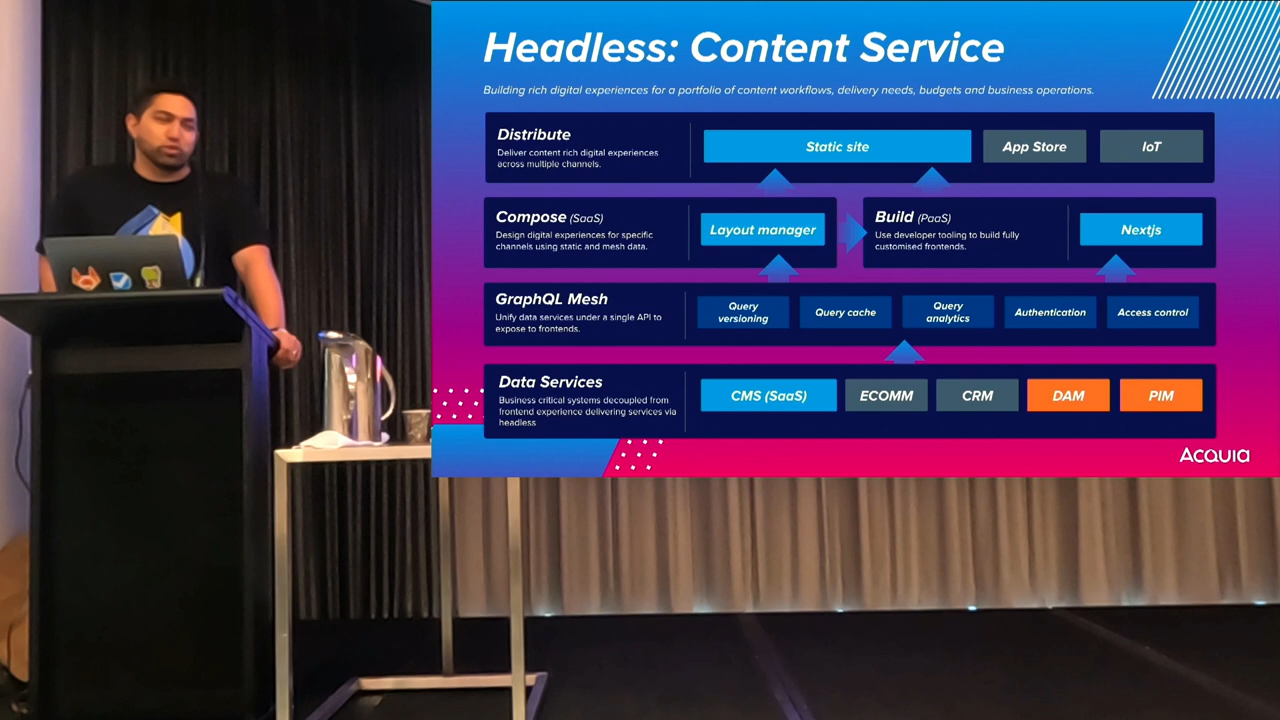 Headless: Content Service
Building rich digital experiences for a portfolio of content workflows, delivery needs, budgets and business operations.
Distribute
Deliver content rich digital experiences
across multiple channels.
Static site
App Store
IoT
Compose (SaaS)
Design digital experiences for specific
channels using static and mesh data.
Layout manager
Build (PaaS)
Use developer tooling to build fully
customised frontends.
Nextjs
GraphQL Mesh
Unify data services under a single API to
expose to frontends.
Query
versioning
Query cache
Query
analytics
Authentication
Access control
Data Services
Business critical systems decoupled from
frontend experience delivering services via
headless
CMS (SaaS)
ECOMM
CRM
DAM
PIM
Acquia